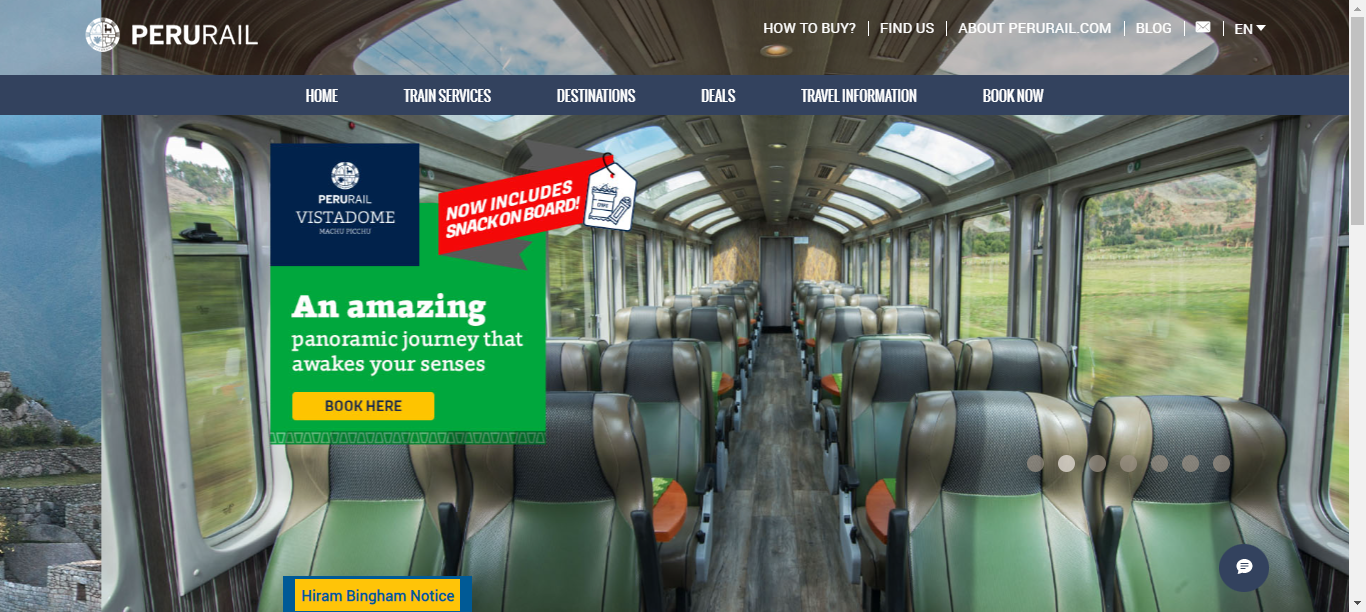 PERURAIL
HOW TO BUY?
FIND US
ABOUT PERURAIL.COM
BLOG
EN
HOME
TRAIN SERVICES
DESTINATIONS
DEALS
TRAVEL INFORMATION
BOOK NOW
PERURAIL
VISTADOME
MACHU PICCHU
NOW INCLUDES
SNACK ON BOARD!
An amazing
panoramic journey that
awakes your senses
BOOK HERE
Hiram Bingham Notice